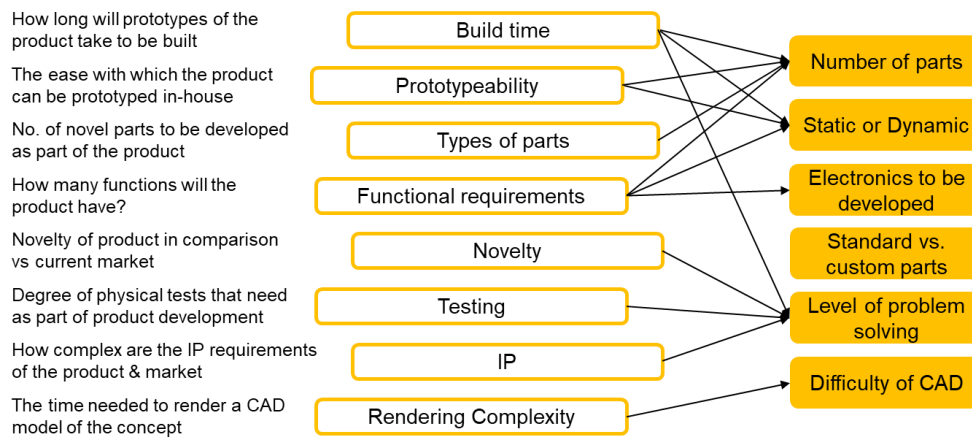 How long will prototypes of the
product take to be built
Build time
The ease with which the product
can be prototyped in-house
Prototypeability
No. of novel parts to be developed
as part of the product
Types of parts
How many functions will the
product have?
Functional requirements
Novelty of product in comparison
vs current market
Novelty
Degree of physical tests that need
as part of product development
Testing
How complex are the IP requirements
of the product & market
IP
The time needed to render a CAD
model of the concept
Rendering Complexity
Number of parts
Static or Dynamic
Electronics to be
developed
Standard vs.
custom parts
Level of problem
solving
Difficulty of CAD